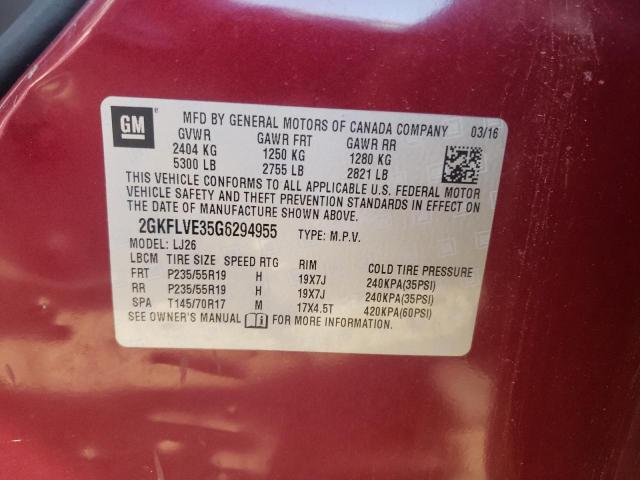 GM
MFD BY GENERAL MOTORS OF CANADA COMPANY 03/16
GVWR GAWR FRT GAWR RR
2404 KG 1250 KG 1280 KG
5300 LB 2755 LB 2821 LB
THIS VEHICLE CONFORMS TO ALL APPLICABLE U.S. FEDERAL MOTOR
VEHICLE SAFETY AND THEFT PREVENTION STANDARDS IN EFFECT ON
THE DATE OF MANUFACTURE SHOWN ABOVE.
2GKFLVE35G6294955 TYPE: M.P.V.
MODEL: LJ26
LBCM TIRE SIZE SPEED RTG RIM COLD TIRE PRESSURE
FRT P235/55R19 H 19X7J 240KPA(35PSI)
RR P235/55R19 H 19X7J 240KPA(35PSI)
SPA T145/70R17 M 17X4.5T 420KPA(60PSI)
SEE OWNER'S MANUAL FOR MORE INFORMATION.